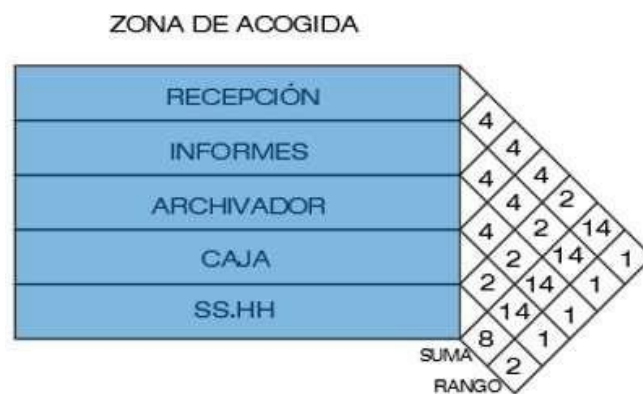 ZONA DE ACOGIDA
RECEPCIÓN
4
INFORMES 4
4 4
ARCHIVADOR 4 2
4 2 14
CAJA 2 14 1
2 14 1
SS.HH 14 1
8 1
SUMA 2
RANGO